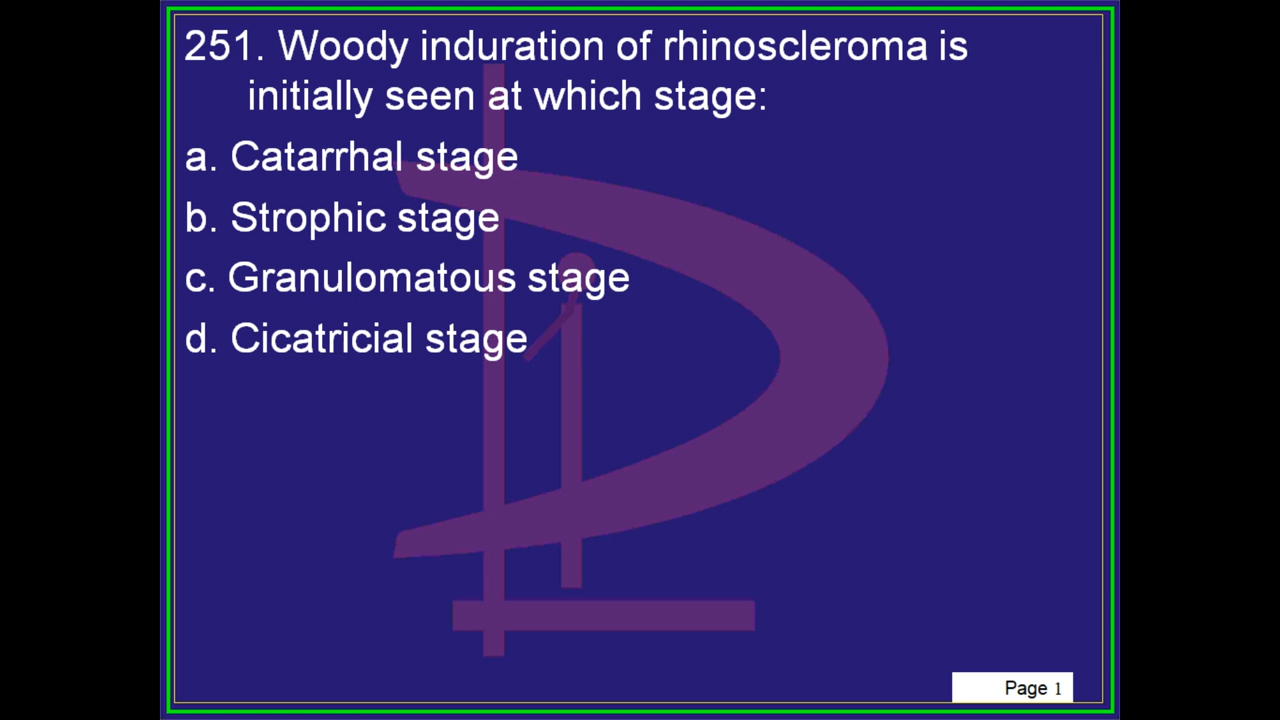 251. Woody induration of rhinoscleroma is
initially seen at which stage:
a. Catarrhal stage
b. Strophic stage
c. Granulomatous stage
d. Cicatricial stage
Page 1